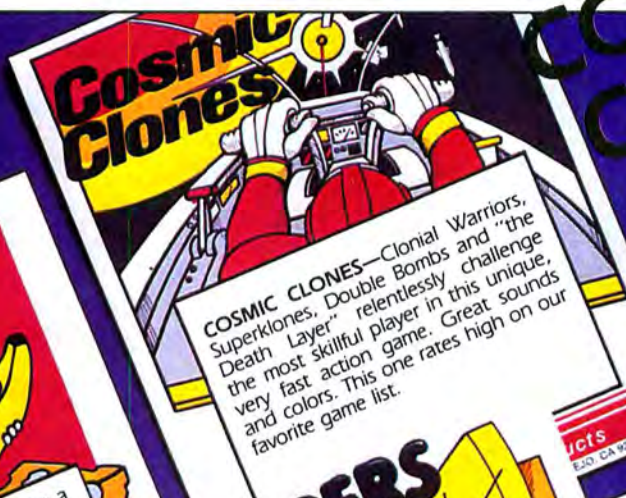 Cosmic
Clones
COSMIC CLONES—Clonial Warriors,
Superklones, Double Bombs and "the
Death Layer" relentlessly challenge
the most skillful player in this unique,
very fast action game. Great sounds
and colors. This one rates high on our
favorite game list.